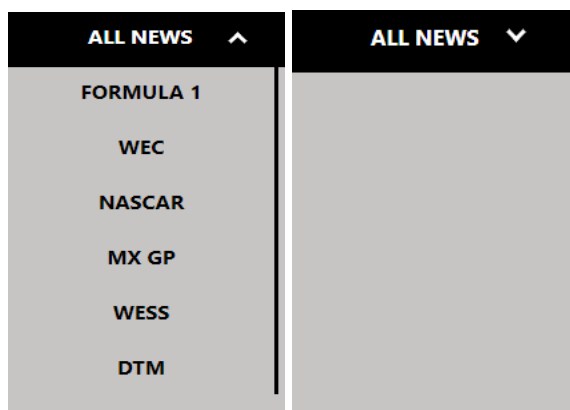 ALL NEWS
FORMULA 1
WEC
NASCAR
MX GP
WESS
DTM
ALL NEWS